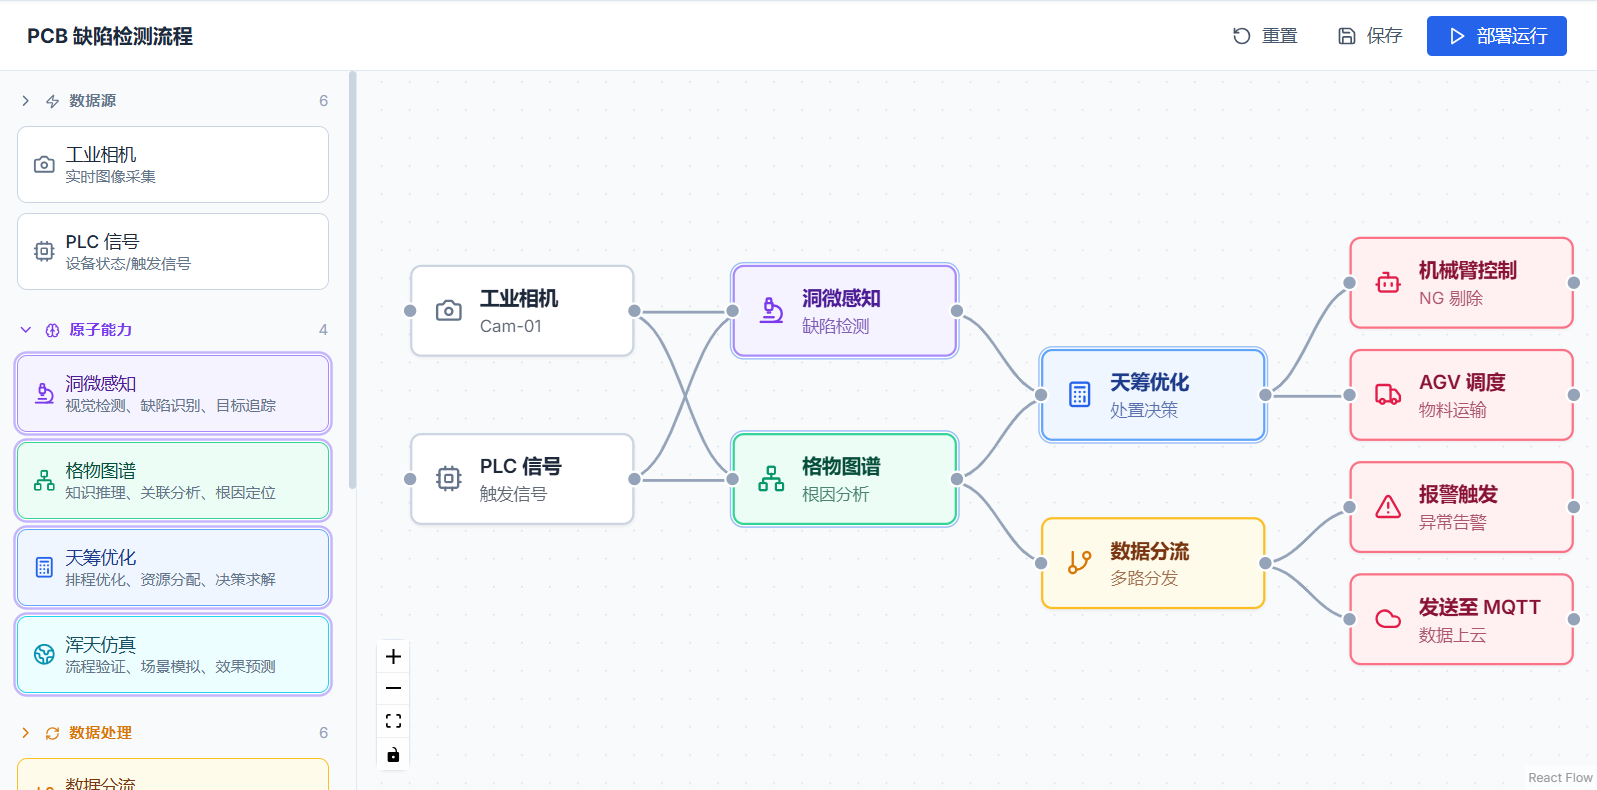 PCB 缺陷检测流程
重置
保存
部署运行
数据源
6
工业相机
实时图像采集
PLC 信号
设备状态/触发信号
原子能力
4
洞微感知
视觉检测、缺陷识别、目标追踪
格物图谱
知识推理、关联分析、根因定位
天筹优化
排程优化、资源分配、决策求解
浑天仿真
流程验证、场景模拟、效果预测
数据处理
6
数据分流
工业相机
Cam-01
PLC 信号
触发信号
洞微感知
缺陷检测
格物图谱
根因分析
天筹优化
处置决策
数据分流
多路分发
机械臂控制
NG 剔除
AGV 调度
物料运输
报警触发
异常告警
发送至 MQTT
数据上云
React Flow